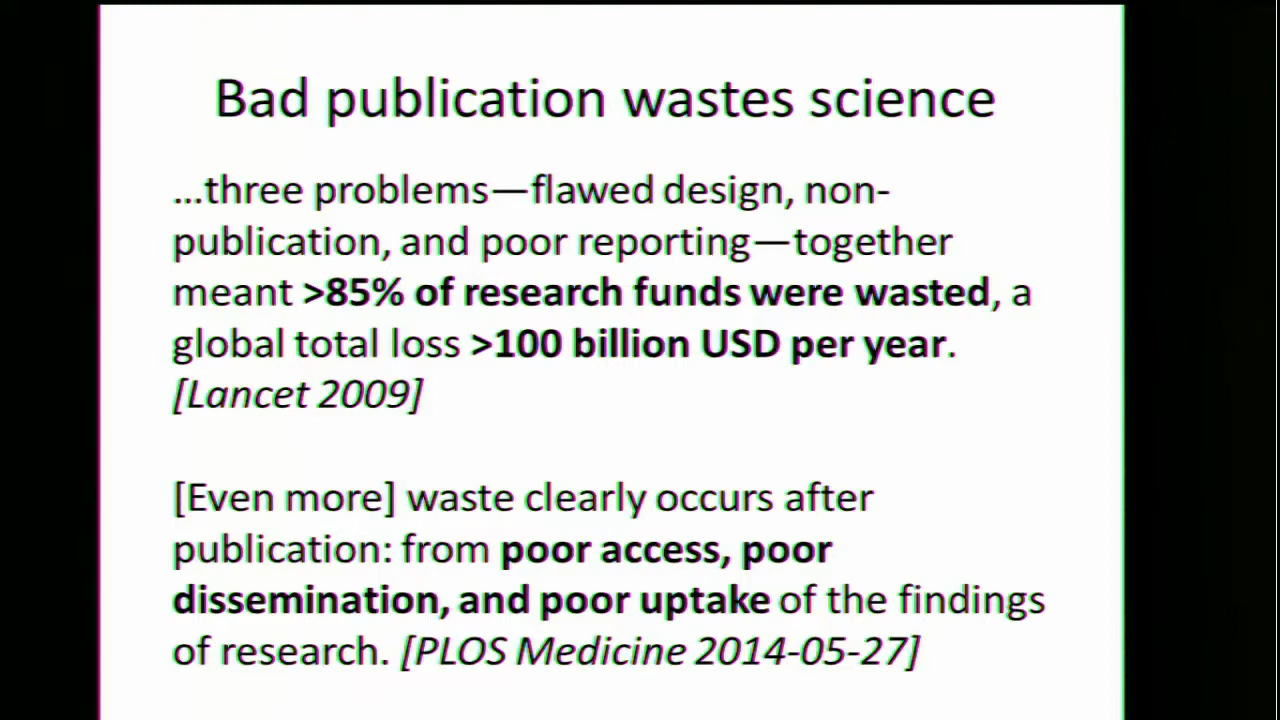 Bad publication wastes science
…three problems—flawed design, non-
publication, and poor reporting—together
meant >85% of research funds were wasted, a
global total loss >100 billion USD per year.
[Lancet 2009]
[Even more] waste clearly occurs after
publication: from poor access, poor
dissemination, and poor uptake of the findings
of research. [PLOS Medicine 2014-05-27]